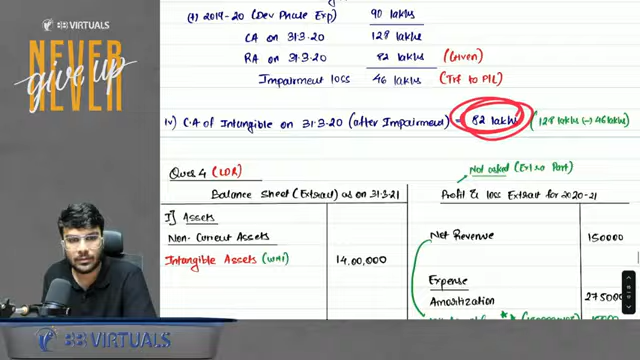 VIRTUALS
NEVER
give up
NEVER
(+) 2019-20 (Dev Phase Exp) 90 lakhs
CA on 31.3.20 128 lakhs
RA on 31.3.20 82 lakhs (Given)
Impairment loss 46 lakhs (Trf to P/L)
iv) C.A of Intangible on 31.3.20 (after Impairment) = 82 lakhs (128 lakhs (-) 46 lakhs)
Ques 4 (LDR)
Not asked (Extra Part)
Balance Sheet (Extract) as on 31.3.21
Profit & loss Extract for 2020-21
I] Assets
Non-Current Assets
Net Revenue 150000
Intangible Assets (WN1) 14,00,000
Expense
Amortization 275000
VIRTUALS
VIRTUALS